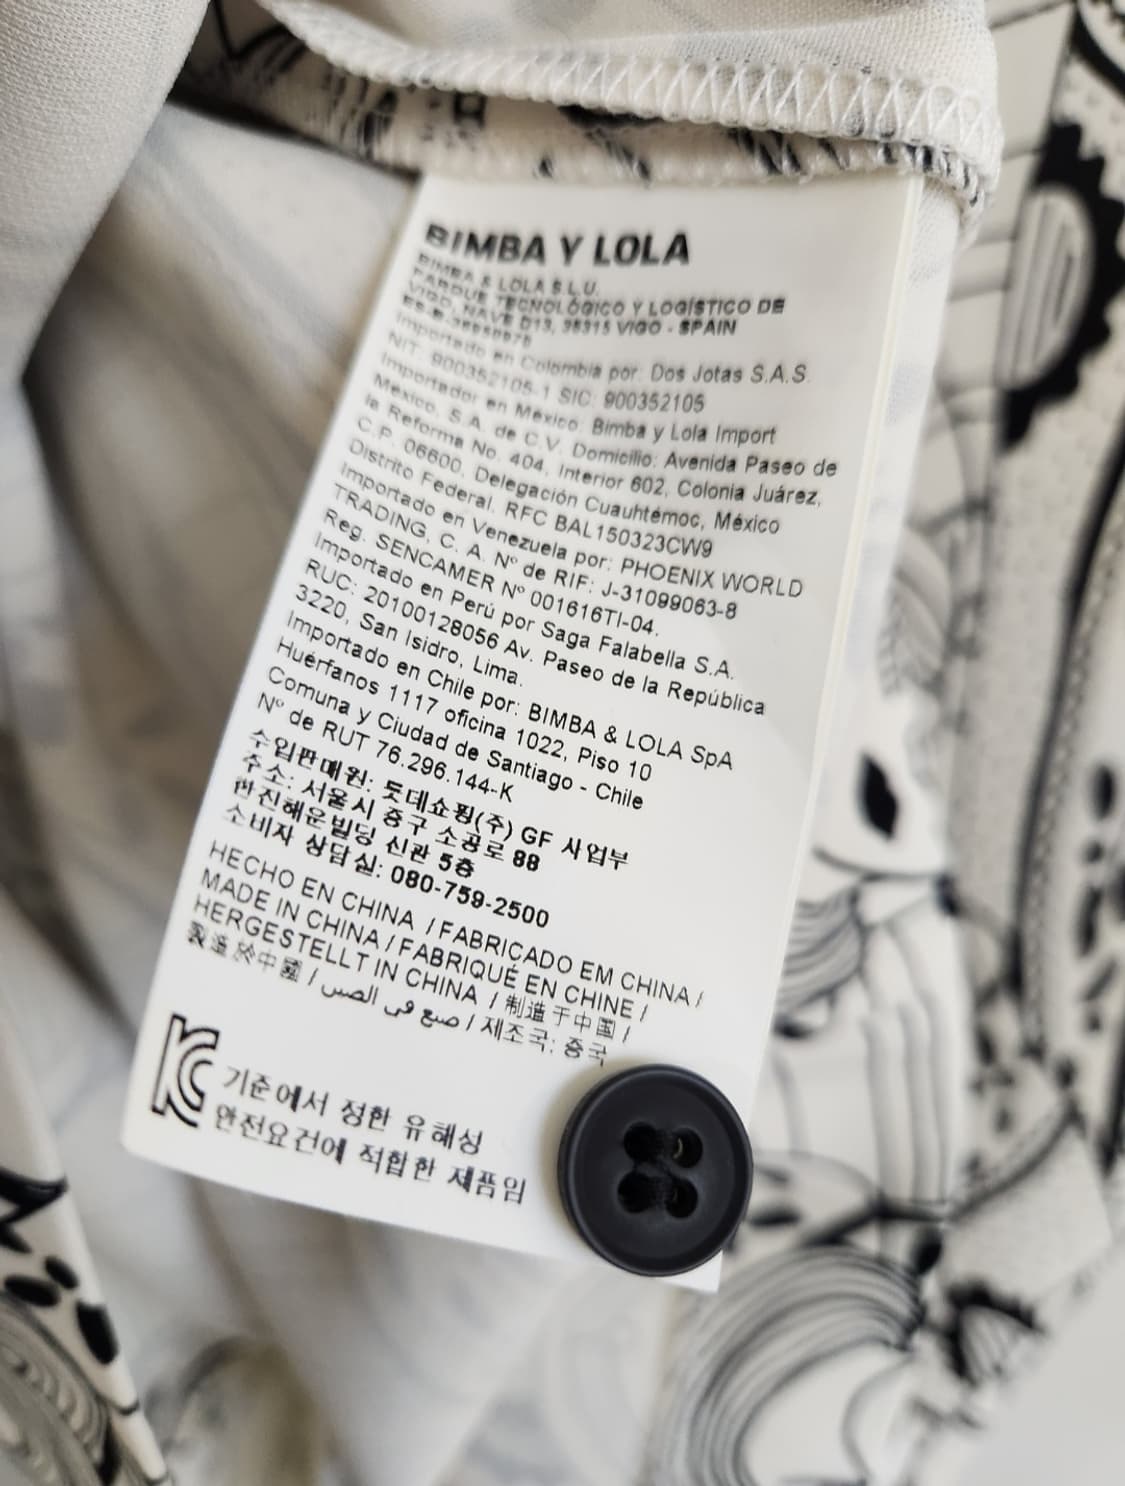 BIMBA Y LOLA
BIMBA & LOLA S.L.U.
PARQUE TECNOLÓGICO Y LOGÍSTICO DE
VIGO, NAVE D13, 36315 VIGO - SPAIN
Importado en Colombia por: Dos Jotas S.A.S.
NIT: 900352105-1 SIC: 900352105
Importador en México: Bimba y Lola Import
México, S.A. de C.V. Domicilio: Avenida Paseo de
la Reforma No. 404, Interior 602, Colonia Juárez,
C.P. 06600, Delegación Cuauhtémoc, México
Distrito Federal. RFC BAL150323CW9
Importado en Venezuela por: PHOENIX WORLD
TRADING, C. A. Nº de RIF: J-31099063-8
Reg. SENCAMER Nº 001616TI-04.
Importado en Perú por Saga Falabella S.A.
RUC: 20100128056 Av. Paseo de la República
3220, San Isidro, Lima.
Importado en Chile por: BIMBA & LOLA SpA
Huérfanos 1117 oficina 1022, Piso 10
Comuna y Ciudad de Santiago - Chile
Nº de RUT 76.296.144-K
수입판매원: 롯데쇼핑(주) GF 사업부
주소: 서울시 중구 소공로 88
한진해운빌딩 신관 5층
소비자 상담실: 080-759-2500
HECHO EN CHINA / FABRICADO EM CHINA /
MADE IN CHINA / FABRIQUÉ EN CHINE /
HERGESTELLT IN CHINA / 制造于中国 /
製造於中國 / صنع في الصين / 제조국: 중국
KC 기준에서 정한 유해성
안전요건에 적합한 제품임